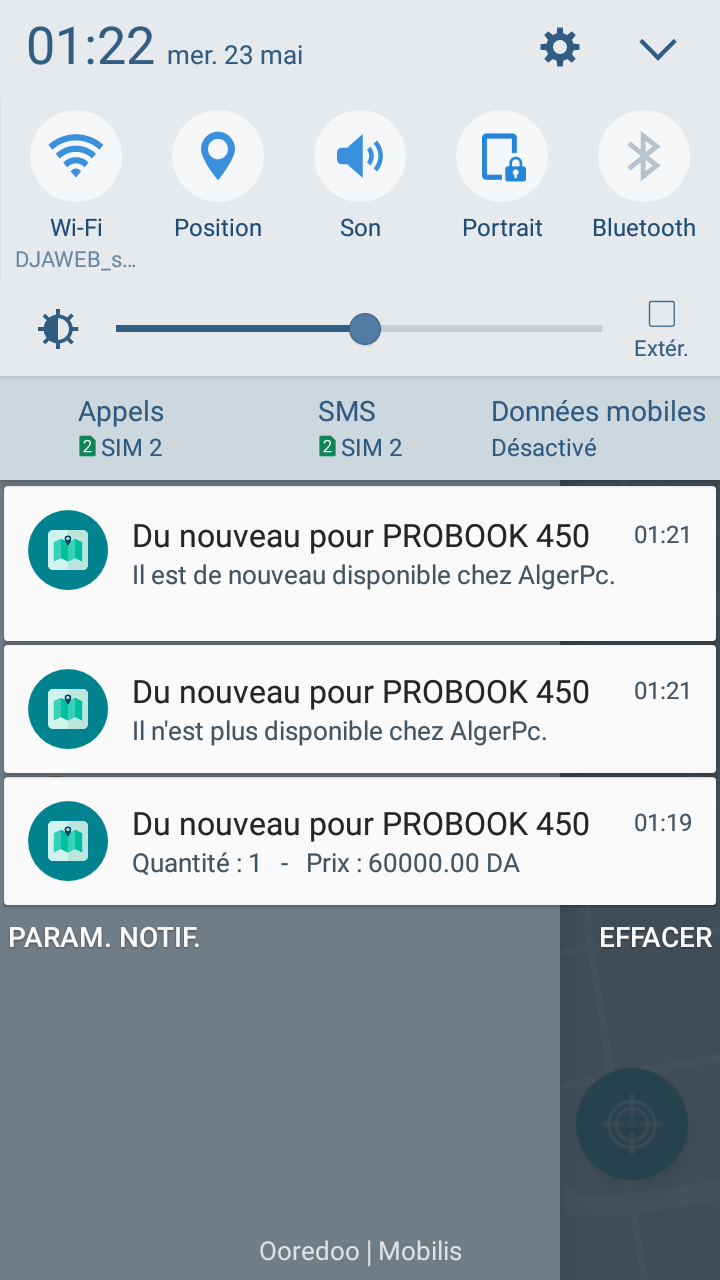 01:22 mer. 23 mai
Wi-Fi Position Son Portrait Bluetooth
DJAWEB_s...
Extér.
Appels SMS Données mobiles
2 SIM 2 2 SIM 2 Désactivé
Du nouveau pour PROBOOK 450 01:21
Il est de nouveau disponible chez AlgerPc.
Du nouveau pour PROBOOK 450 01:21
Il n'est plus disponible chez AlgerPc.
Du nouveau pour PROBOOK 450 01:19
Quantité : 1 - Prix : 60000.00 DA
PARAM. NOTIF. EFFACER
Ooredoo | Mobilis